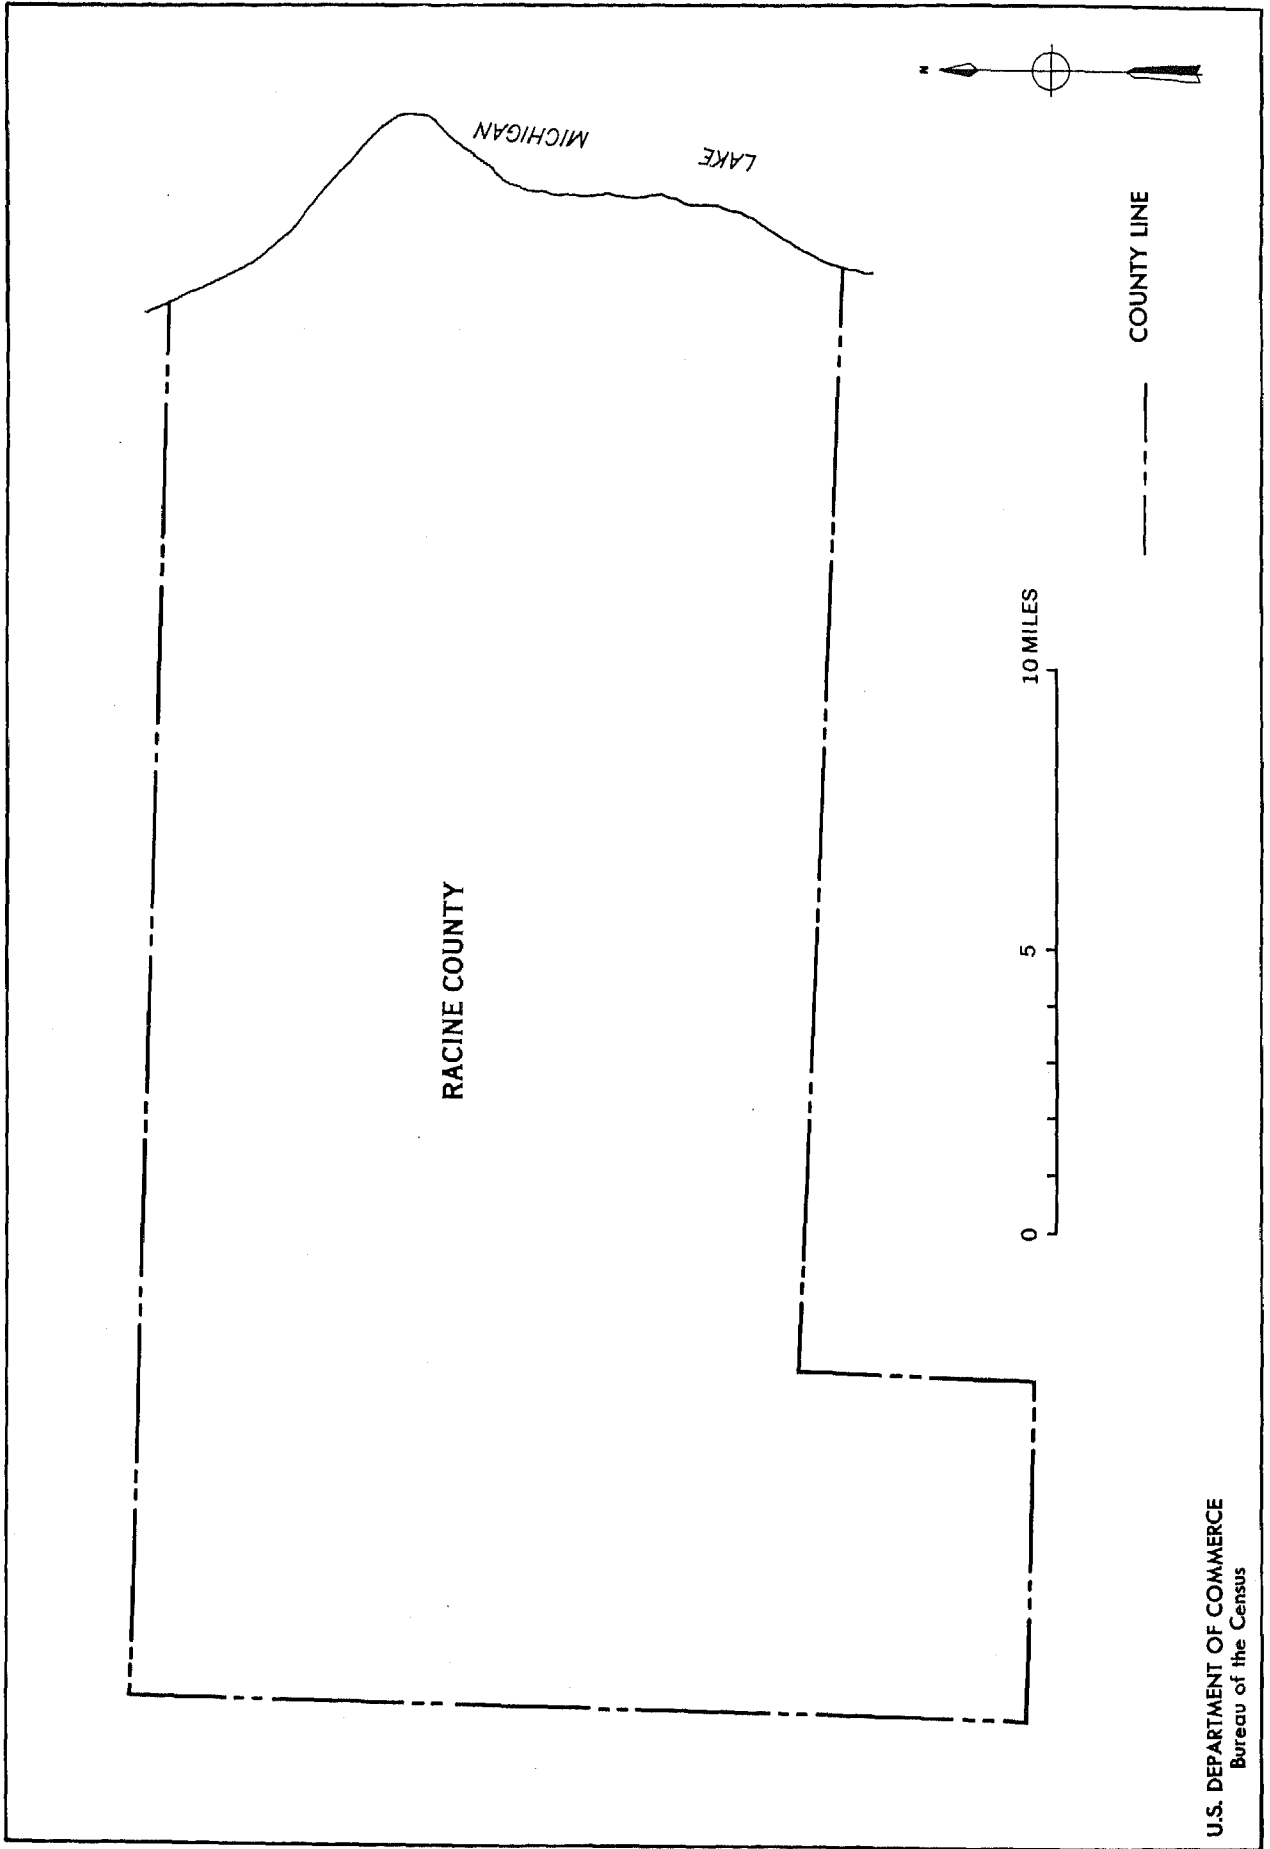 N
LAKE
MICHIGAN
RACINE COUNTY
0 5 10 MILES
COUNTY LINE
U.S. DEPARTMENT OF COMMERCE
Bureau of the Census